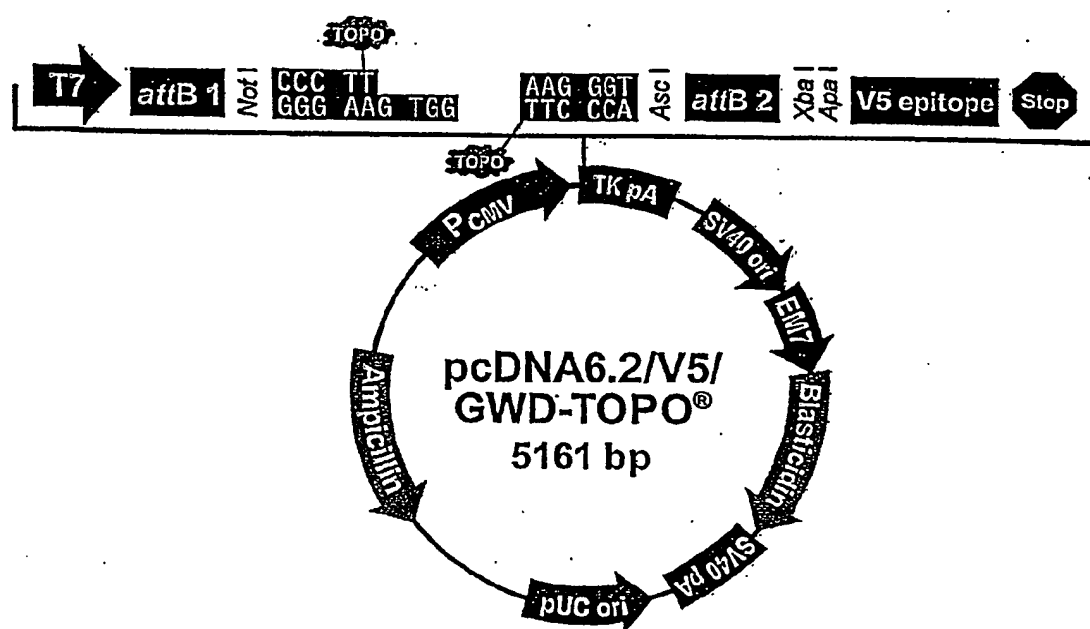 TOPO
T7 attB 1 Not I CCC TT AAG GGT Asc I attB 2 Xba I Apa I V5 epitope Stop
GGG AAG TGG TTC CCA
TOPO
PCMV TK pA
SV40 ori
EM7
Ampicillin
pcDNA6.2/V5/
GWD-TOPO®
5161 bp
Blasticidin
SV40 pA
pUC ori